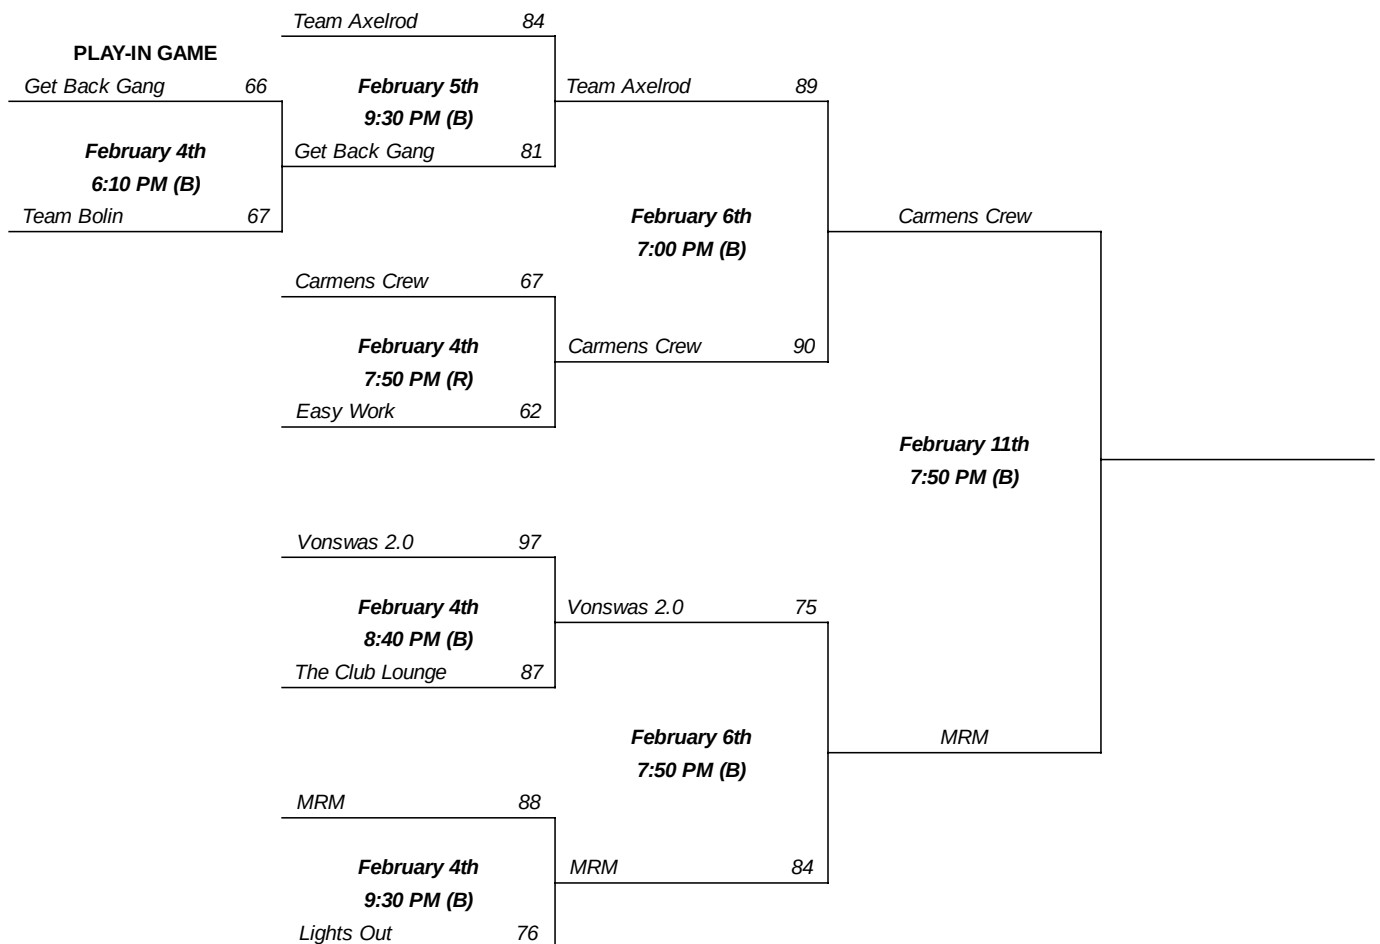 Team Axelrod 84
PLAY-IN GAME
Get Back Gang 66
February 5th
Team Axelrod 89
9:30 PM (B)
February 4th
Get Back Gang 81
6:10 PM (B)
Team Bolin 67
February 6th
Carmens Crew
7:00 PM (B)
Carmens Crew 67
February 4th
Carmens Crew 90
7:50 PM (R)
Easy Work 62
February 11th
7:50 PM (B)
Vonswas 2.0 97
February 4th
Vonswas 2.0 75
8:40 PM (B)
The Club Lounge 87
February 6th
MRM
7:50 PM (B)
MRM 88
February 4th
MRM 84
9:30 PM (B)
Lights Out 76